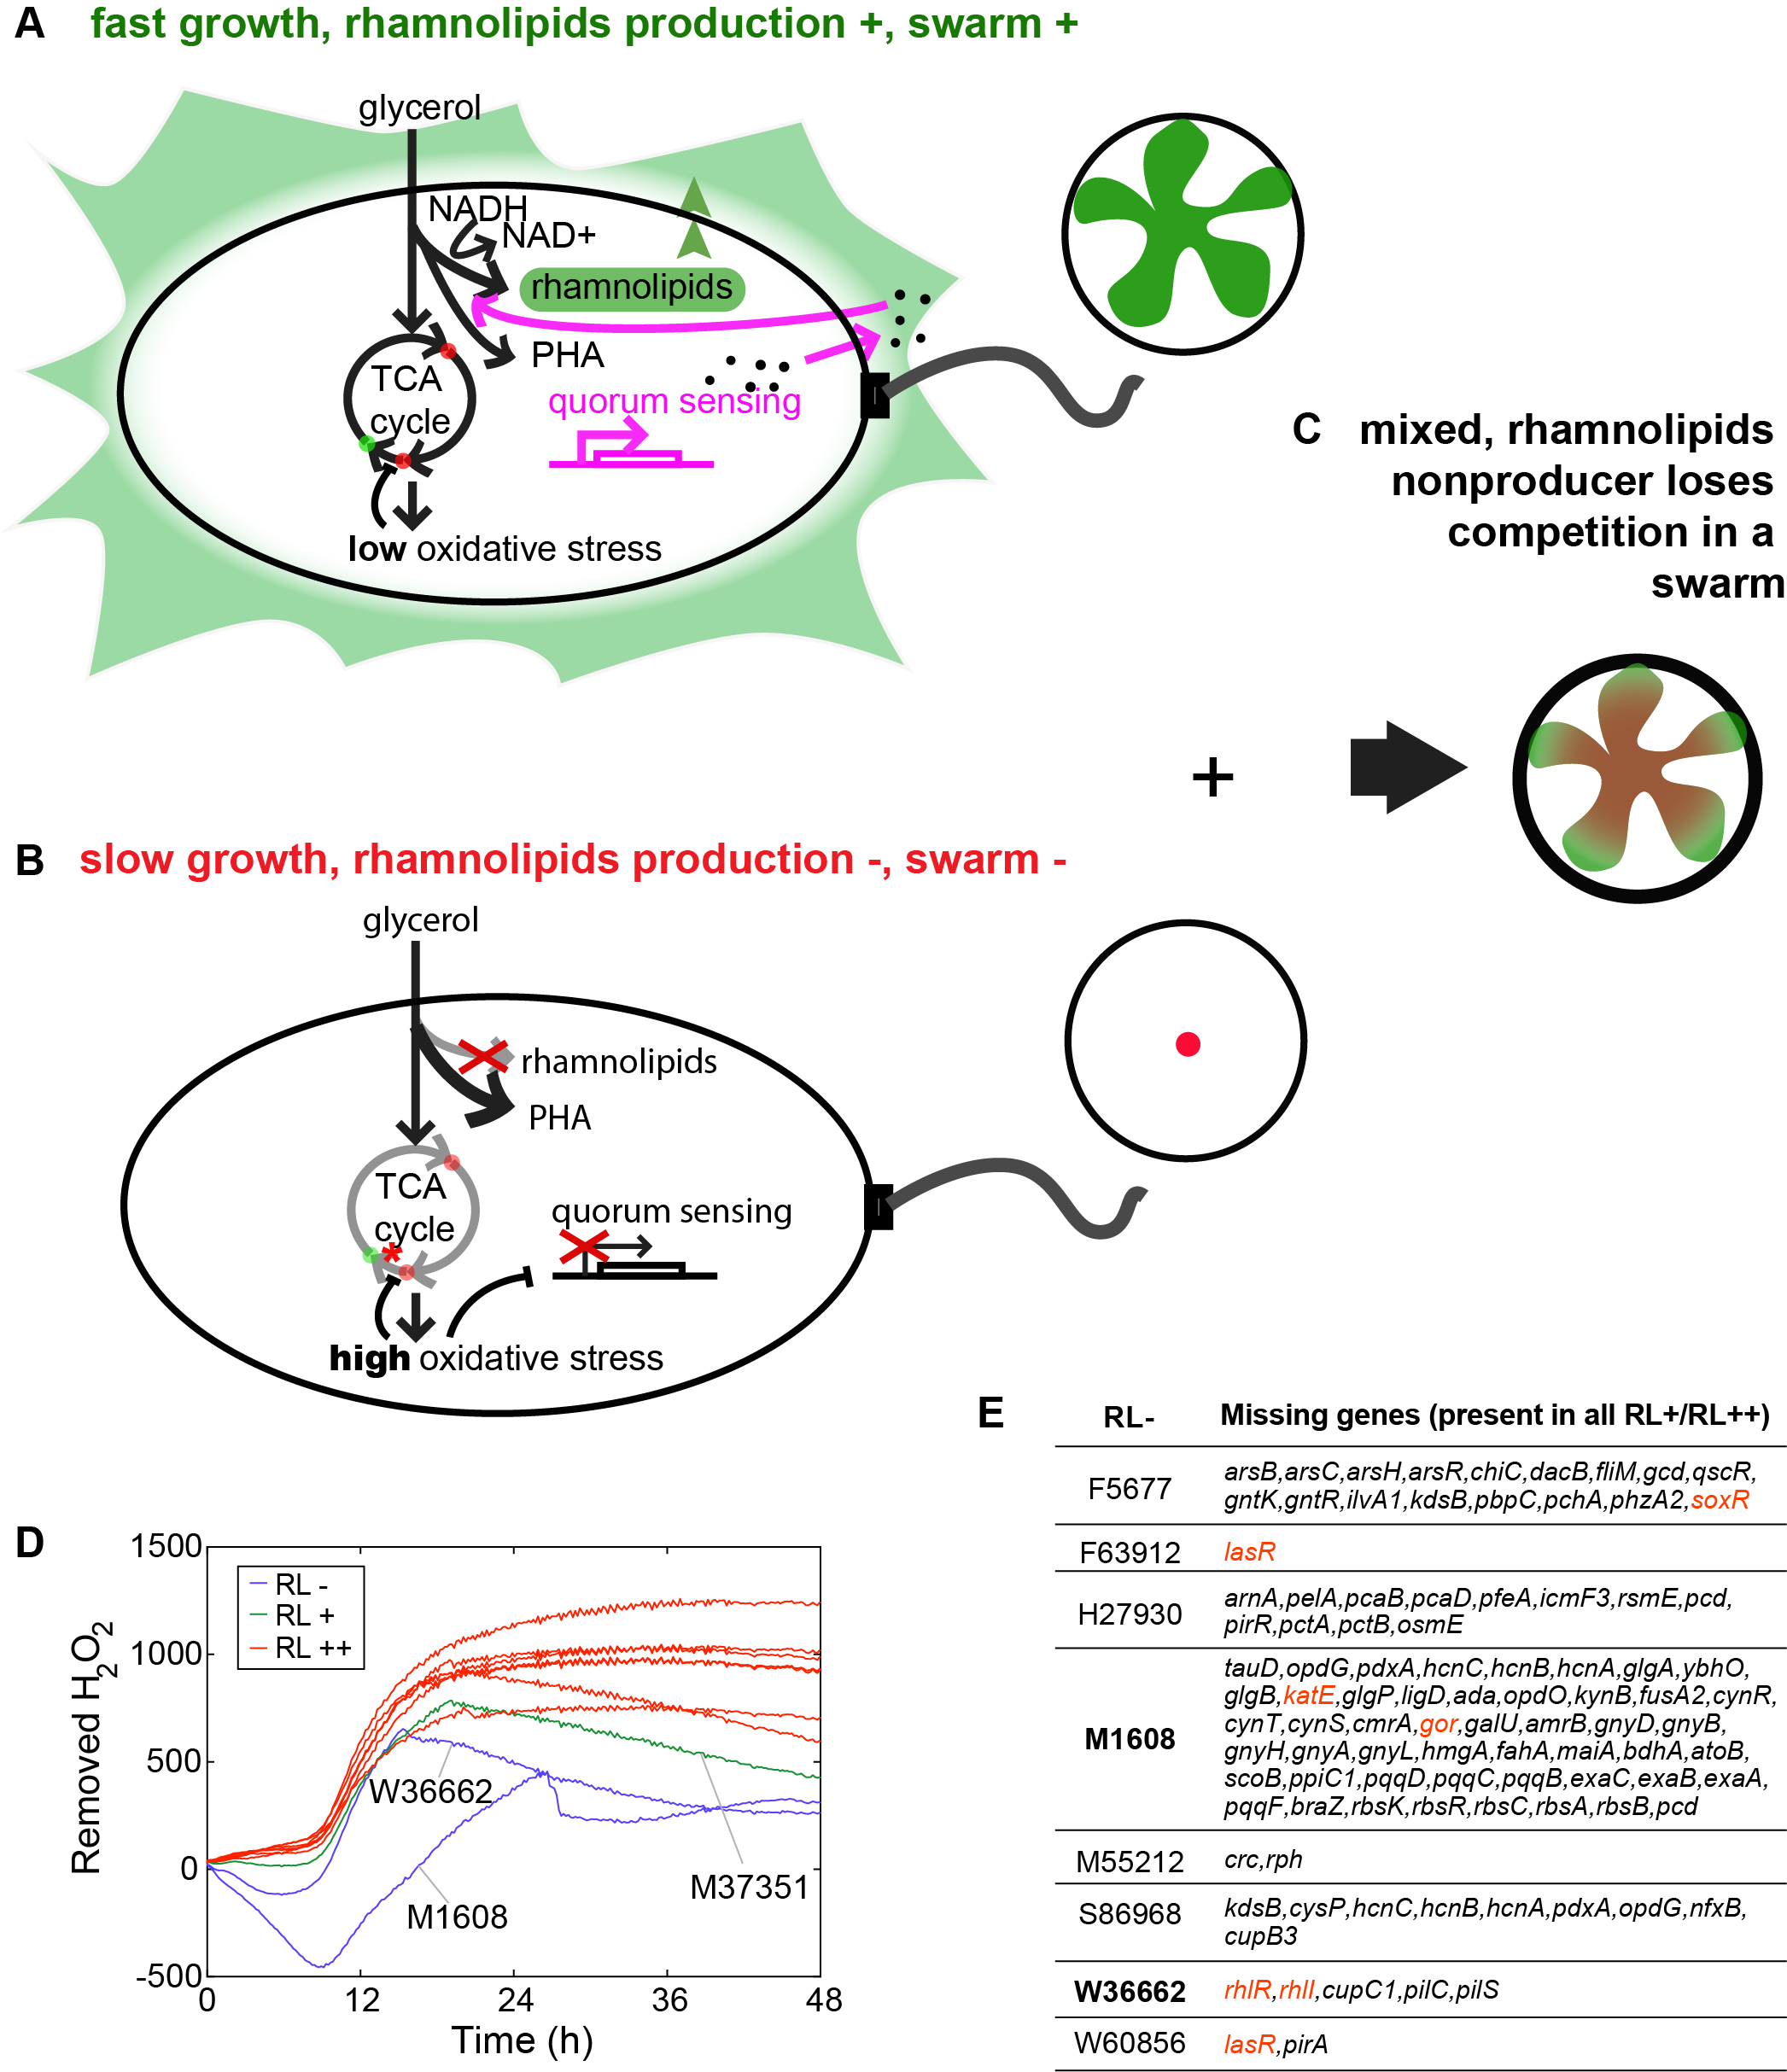 A fast growth, rhamnolipids production +, swarm +
glycerol
NADH
NAD+
rhamnolipids
PHA
TCA
cycle
quorum sensing
low oxidative stress
C mixed, rhamnolipids
nonproducer loses
competition in a
swarm
+
B slow growth, rhamnolipids production -, swarm -
glycerol
rhamnolipids
PHA
TCA
cycle
*
quorum sensing
high oxidative stress
D
1500
1000
500
0
-500
Removed H2O2
RL -
RL +
RL ++
W36662
M1608
M37351
0 12 24 36 48
Time (h)
E RL- Missing genes (present in all RL+/RL++)
F5677
arsB,arsC,arsH,arsR,chiC,dacB,fliM,gcd,qscR,
gntK,gntR,ilvA1,kdsB,pbpC,pchA,phzA2,soxR
F63912
lasR
H27930
arnA,pelA,pcaB,pcaD,pfeA,icmF3,rsmE,pcd,
pirR,pctA,pctB,osmE
M1608
tauD,opdG,pdxA,hcnC,hcnB,hcnA,glgA,ybhO,
glgB,katE,glgP,ligD,ada,opdO,kynB,fusA2,cynR,
cynT,cynS,cmrA,gor,galU,amrB,gnyD,gnyB,
gnyH,gnyA,gnyL,hmgA,fahA,maiA,bdhA,atoB,
scoB,ppiC1,pqqD,pqqC,pqqB,exaC,exaB,exaA,
pqqF,braZ,rbsK,rbsR,rbsC,rbsA,rbsB,pcd
M55212
crc,rph
S86968
kdsB,cysP,hcnC,hcnB,hcnA,pdxA,opdG,nfxB,
cupB3
W36662
rhlR,rhlI,cupC1,pilC,pilS
W60856
lasR,pirA